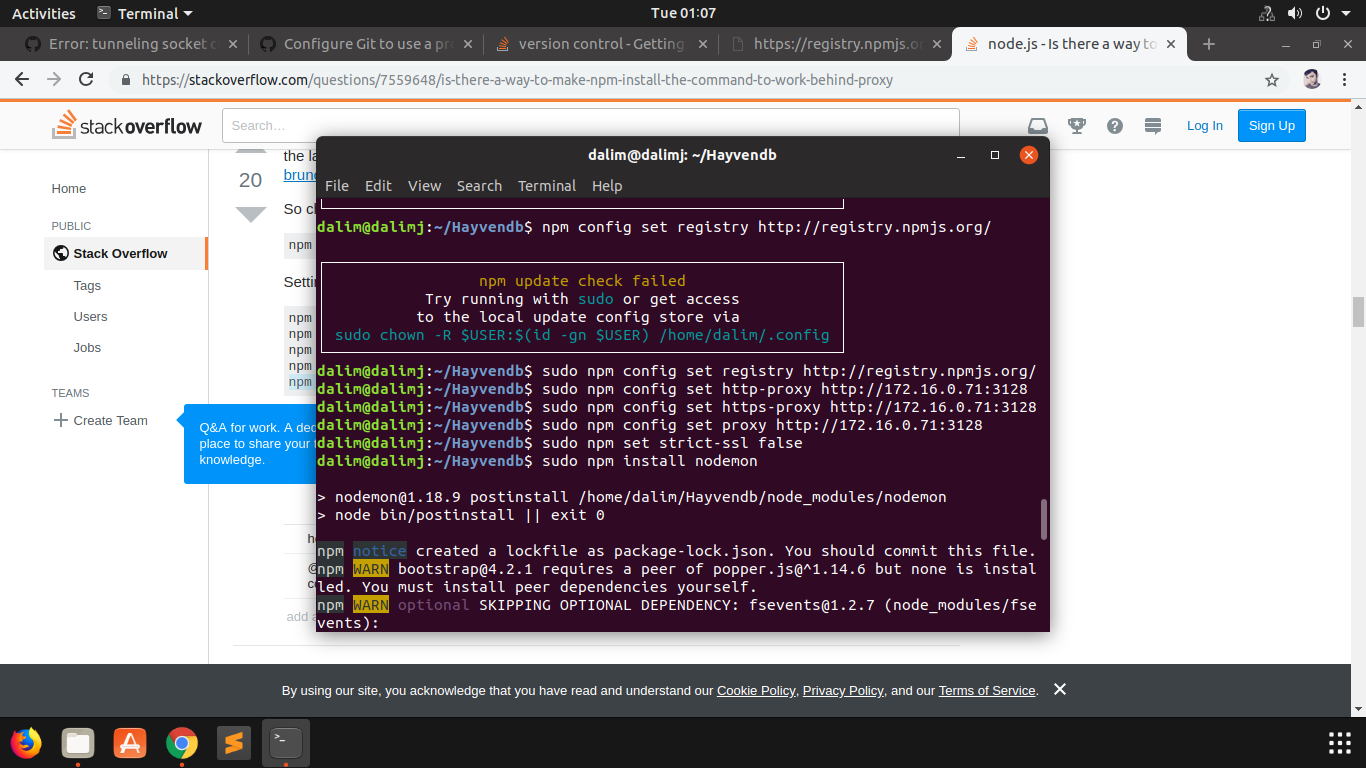 Activities Terminal Tue 01:07
Error: tunneling socket c
Configure Git to use a pr
version control - Getting
https://registry.npmjs.o
node.js - Is there a way to
https://stackoverflow.com/questions/7559648/is-there-a-way-to-make-npm-install-the-command-to-work-behind-proxy
stackoverflow
Search…
Log In
Sign Up
Home
PUBLIC
Stack Overflow
Tags
Users
Jobs
TEAMS
Create Team
Q&A for work. A dec
place to share your t
knowledge.
20
the la
brun
So cl
npm
Settin
npm
npm
npm
npm
npm
he
@
c
add a
dalim@dalimj: ~/Hayvendb
File Edit View Search Terminal Help
dalim@dalimj:~/Hayvendb$ npm config set registry http://registry.npmjs.org/
npm update check failed
Try running with sudo or get access
to the local update config store via
sudo chown -R $USER:$(id -gn $USER) /home/dalim/.config
dalim@dalimj:~/Hayvendb$ sudo npm config set registry http://registry.npmjs.org/
dalim@dalimj:~/Hayvendb$ sudo npm config set http-proxy http://172.16.0.71:3128
dalim@dalimj:~/Hayvendb$ sudo npm config set https-proxy http://172.16.0.71:3128
dalim@dalimj:~/Hayvendb$ sudo npm config set proxy http://172.16.0.71:3128
dalim@dalimj:~/Hayvendb$ sudo npm set strict-ssl false
dalim@dalimj:~/Hayvendb$ sudo npm install nodemon
> nodemon@1.18.9 postinstall /home/dalim/Hayvendb/node_modules/nodemon
> node bin/postinstall || exit 0
npm notice created a lockfile as package-lock.json. You should commit this file.
npm WARN bootstrap@4.2.1 requires a peer of popper.js@^1.14.6 but none is instal
led. You must install peer dependencies yourself.
npm WARN optional SKIPPING OPTIONAL DEPENDENCY: fsevents@1.2.7 (node_modules/fse
vents):
By using our site, you acknowledge that you have read and understand our Cookie Policy, Privacy Policy, and our Terms of Service.